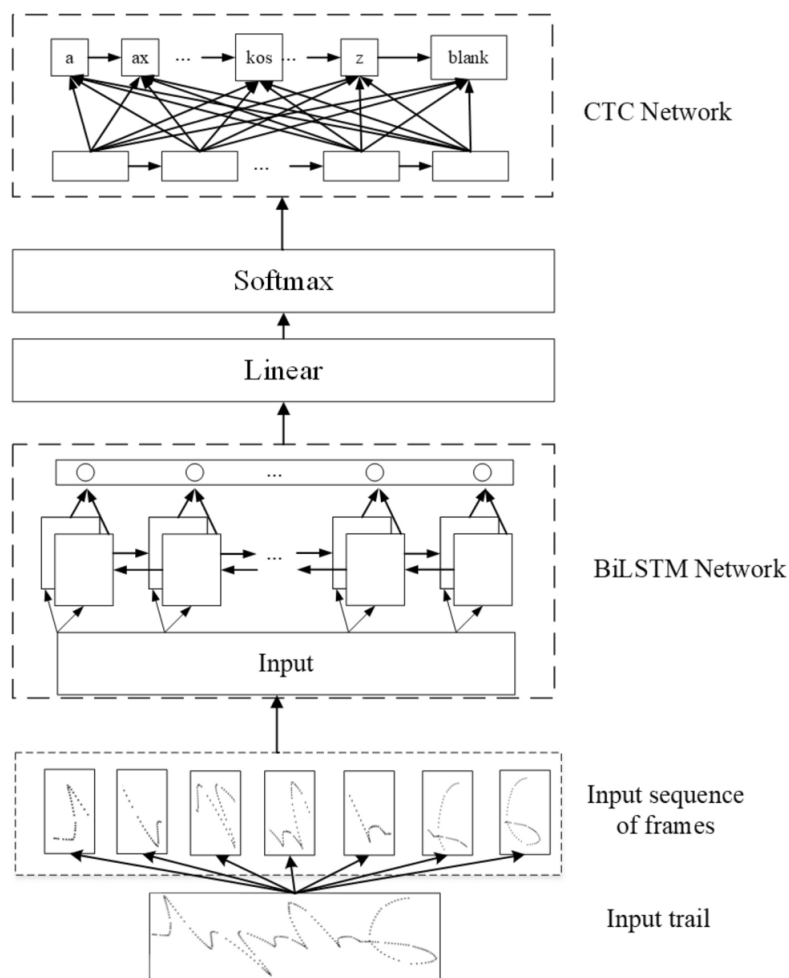 a ax ... kos ... z blank
CTC Network
...
Softmax
Linear
...
...
BiLSTM Network
Input
Input sequence
of frames
Input trail